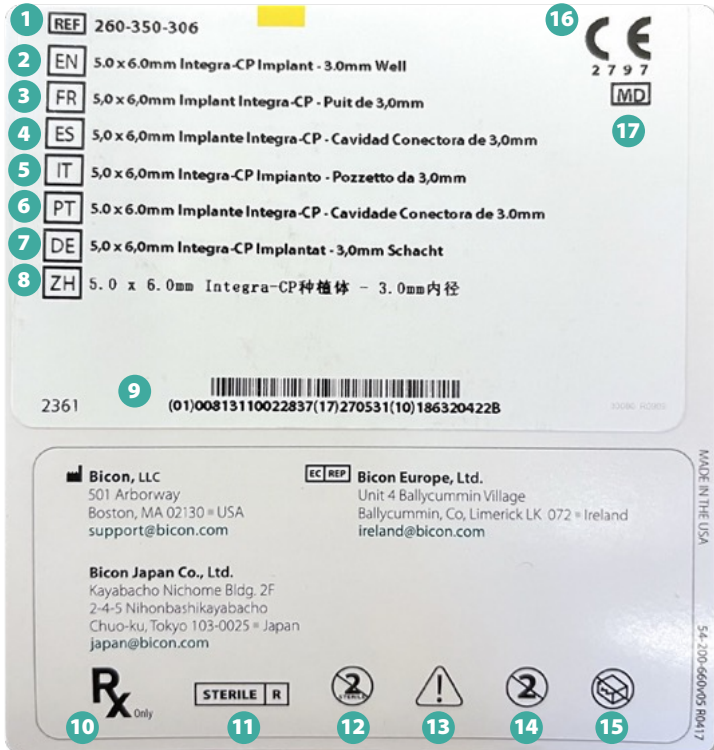 1 REF 260-350-306
2 EN 5.0 x 6.0mm Integra-CP Implant - 3.0mm Well
3 FR 5,0 x 6,0mm Implant Integra-CP - Puit de 3,0mm
4 ES 5,0 x 6,0mm Implante Integra-CP - Cavidad Conectora de 3,0mm
5 IT 5,0 x 6,0mm Integra-CP Impianto - Pozzetto da 3,0mm
6 PT 5.0 x 6.0mm Implante Integra-CP - Cavidade Conectora de 3.0mm
7 DE 5,0 x 6,0mm Integra-CP Implantat - 3,0mm Schacht
8 ZH 5.0 x 6.0mm Integra-CP种植体 - 3.0mm内径
16 CE
2797
MD
17
9
2361
(01)00813110022837(17)270531(10)186320422B
Bicon, LLC
501 Arborway
Boston, MA 02130 ▪ USA
support@bicon.com
EC REP Bicon Europe, Ltd.
Unit 4 Ballycummin Village
Ballycummin, Co, Limerick LK 072 ▪ Ireland
ireland@bicon.com
Bicon Japan Co., Ltd.
Kayabacho Nichome Bldg. 2F
2-4-5 Nihonbashikayabacho
Chuo-ku, Tokyo 103-0025 ▪ Japan
japan@bicon.com
MADE IN THE USA
54-200-660v05 R0417
Rx Only
STERILE R
2 STERILE
!
2
10 11 12 13 14 15